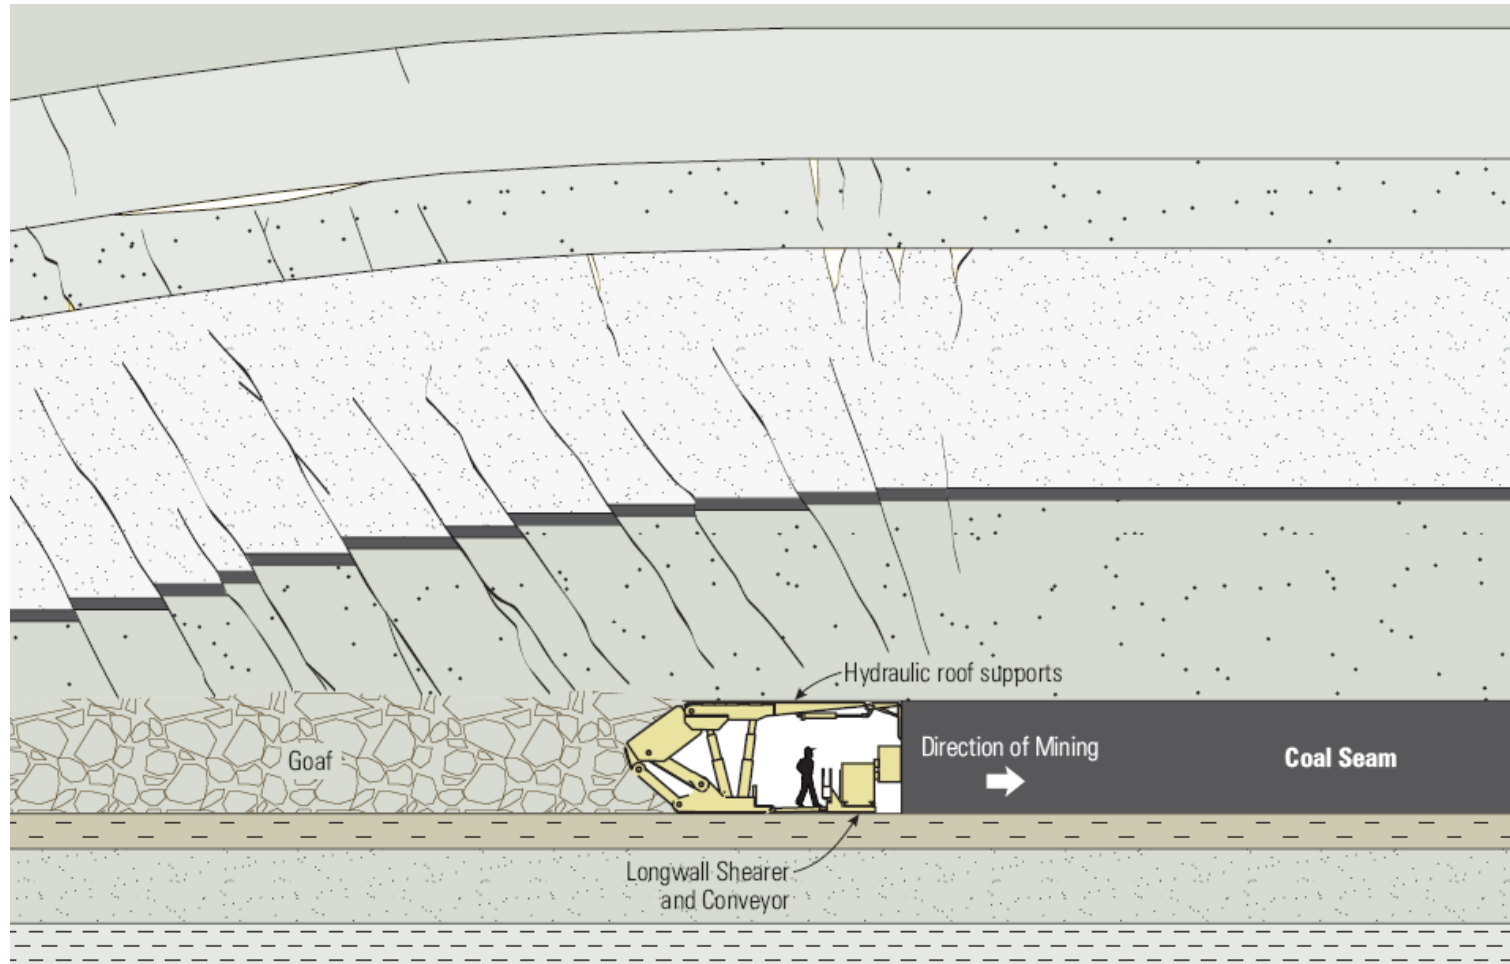 Hydraulic roof supports
Direction of Mining
Coal Seam
Goaf
Longwall Shearer
and Conveyor